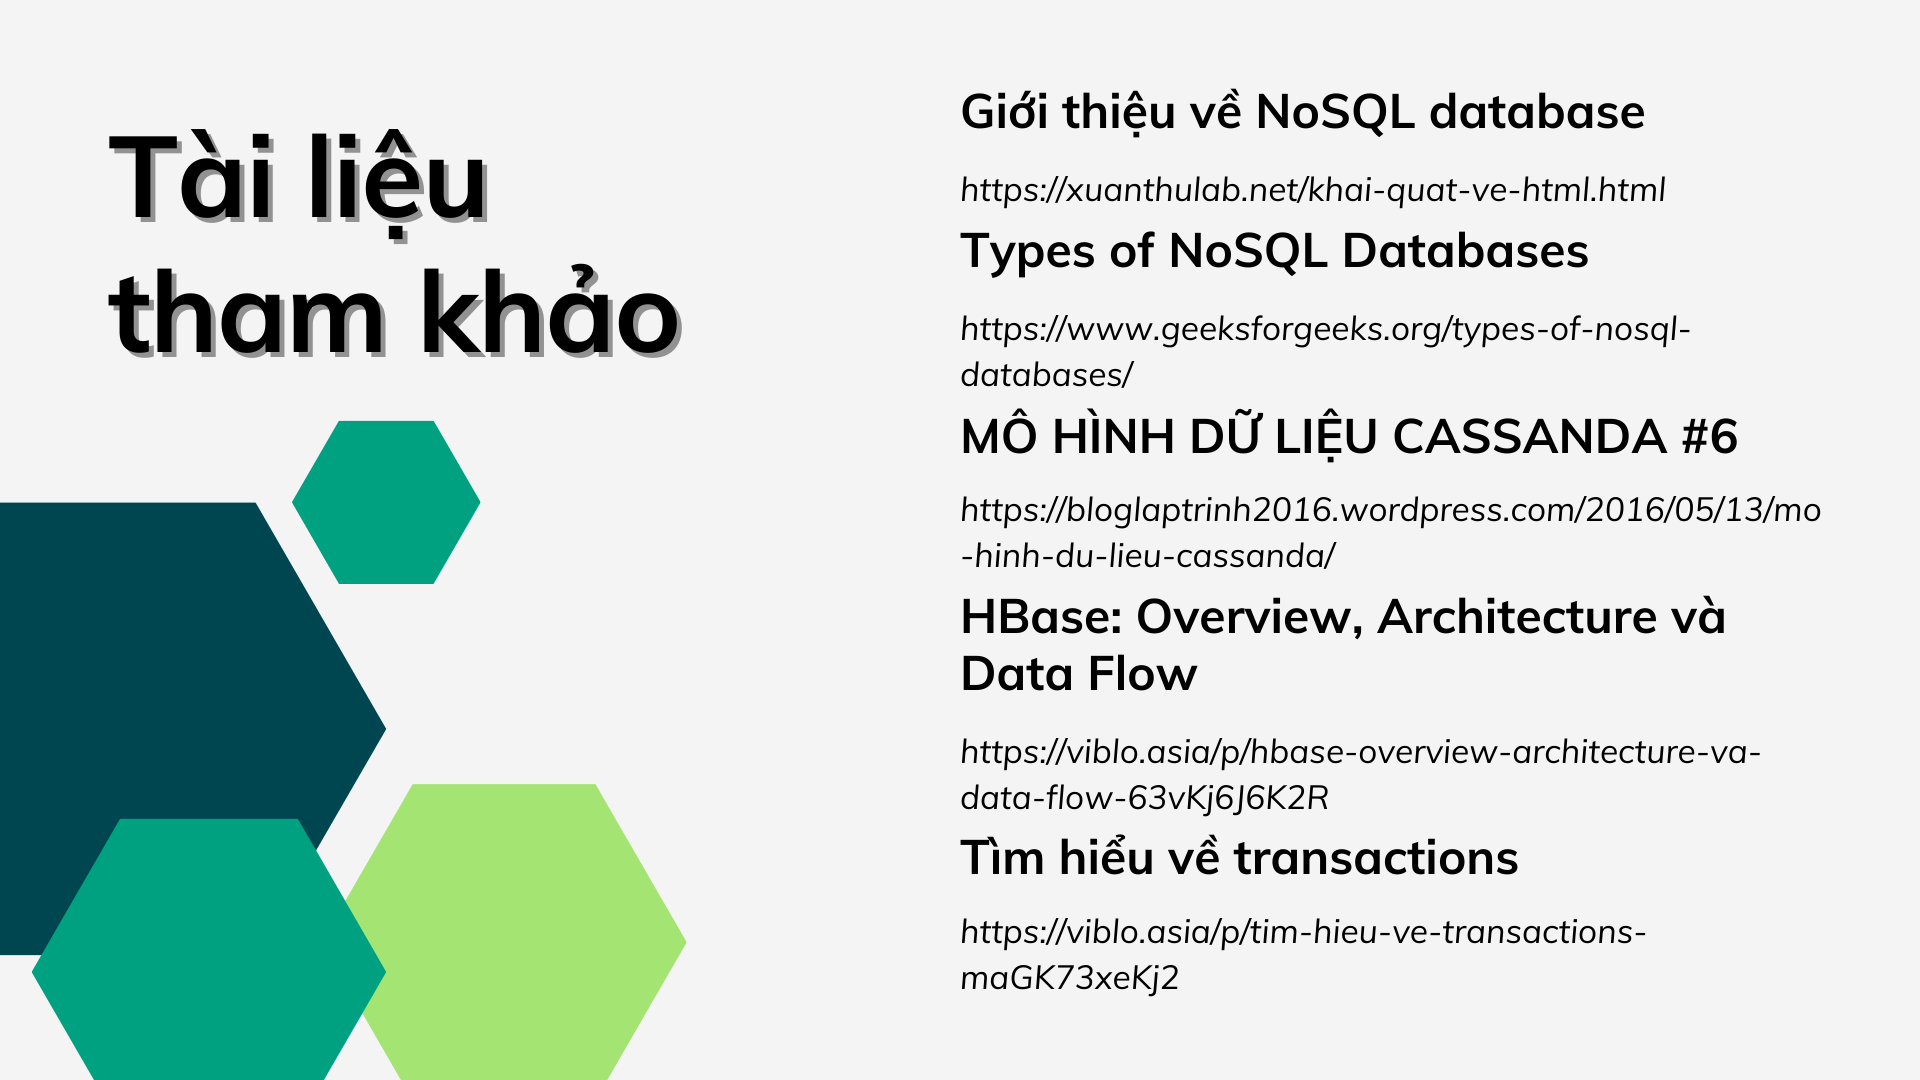 Tài liệu
tham khảo
Giới thiệu về NoSQL database
https://xuanthulab.net/khai-quat-ve-html.html
Types of NoSQL Databases
https://www.geeksforgeeks.org/types-of-nosql-
databases/
MÔ HÌNH DỮ LIỆU CASSANDA #6
https://bloglaptrinh2016.wordpress.com/2016/05/13/mo
-hinh-du-lieu-cassanda/
HBase: Overview, Architecture và
Data Flow
https://viblo.asia/p/hbase-overview-architecture-va-
data-flow-63vKj6J6K2R
Tìm hiểu về transactions
https://viblo.asia/p/tim-hieu-ve-transactions-
maGK73xeKj2